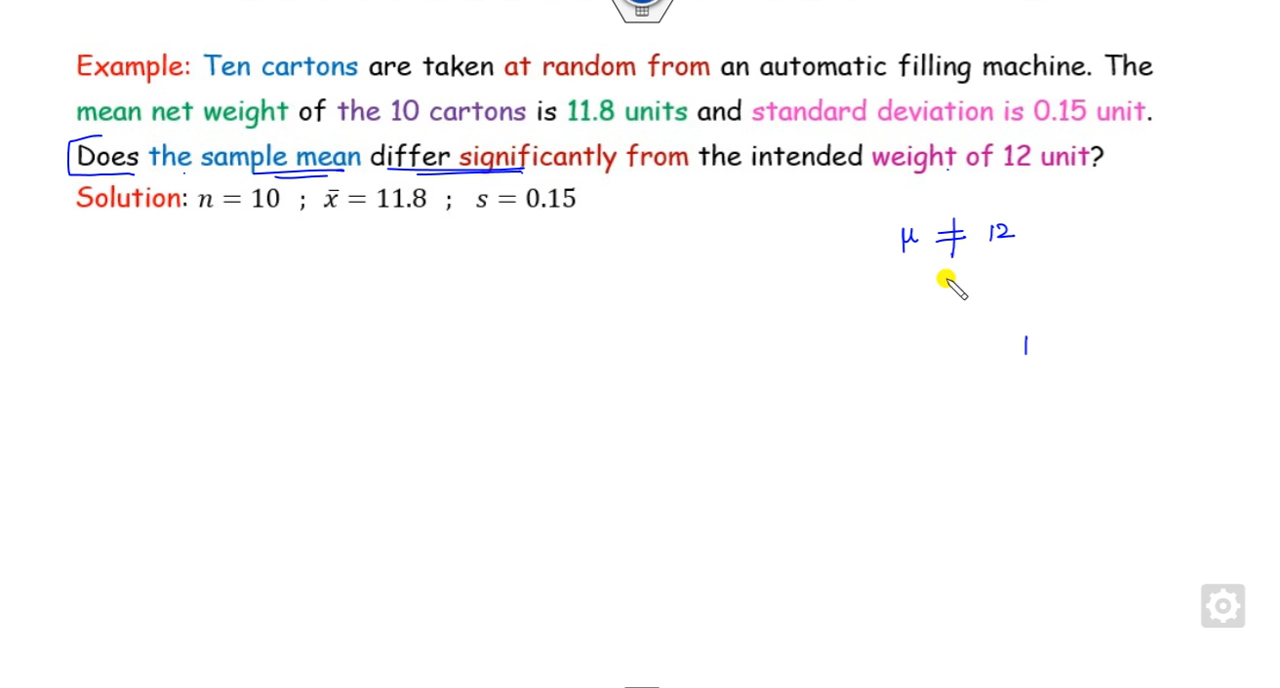 Example: Ten cartons are taken at random from an automatic filling machine. The
mean net weight of the 10 cartons is 11.8 units and standard deviation is 0.15 unit.
Does the sample mean differ significantly from the intended weight of 12 unit?
Solution: n = 10 ; x̄ = 11.8 ; s = 0.15
μ ≠ 12